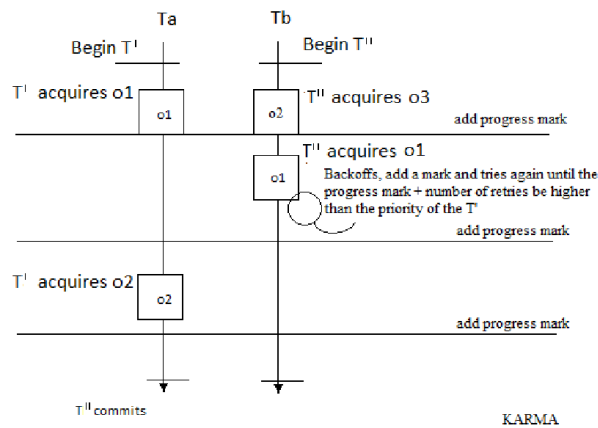 Ta
Tb
Begin T'
Begin T"
T' acquires o1
o1
o2
T" acquires o3
add progress mark
T" acquires o1
o1
Backoffs, add a mark and tries again until the
progress mark + number of retries be higher
than the priority of the T'
add progress mark
T' acquires o2
o2
add progress mark
T" commits
KARMA